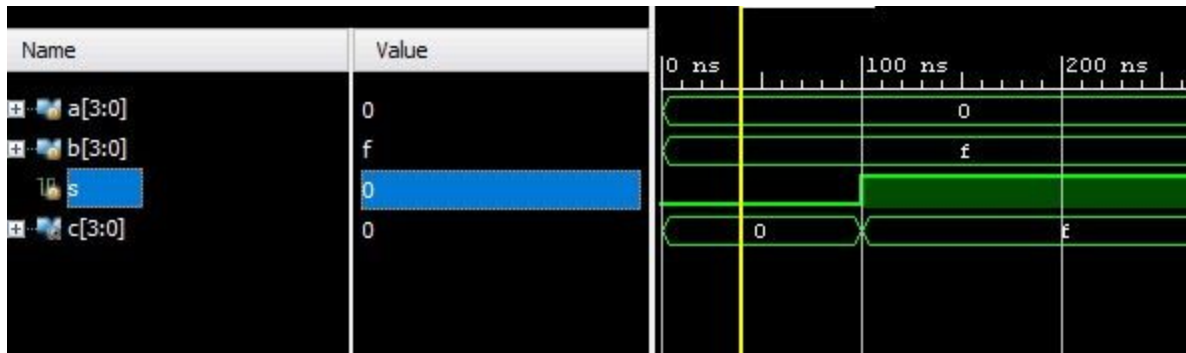 Name Value
0 ns 100 ns 200 ns
a[3:0] 0 0
b[3:0] f f
s 0
c[3:0] 0 0 f